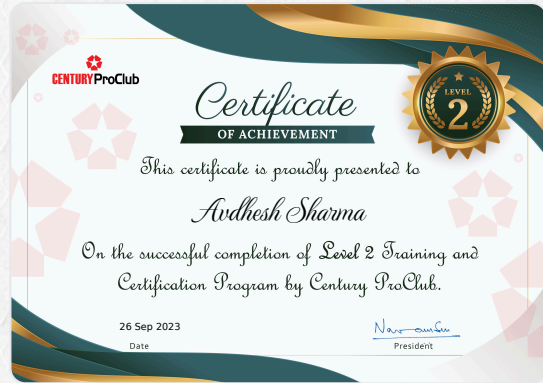 CENTURY ProClub
Certificate
OF ACHIEVEMENT
LEVEL
2
This certificate is proudly presented to
Avdhesh Sharma
On the successful completion of Level 2 Training and
Certification Program by Century ProClub.
26 Sep 2023
Date
President